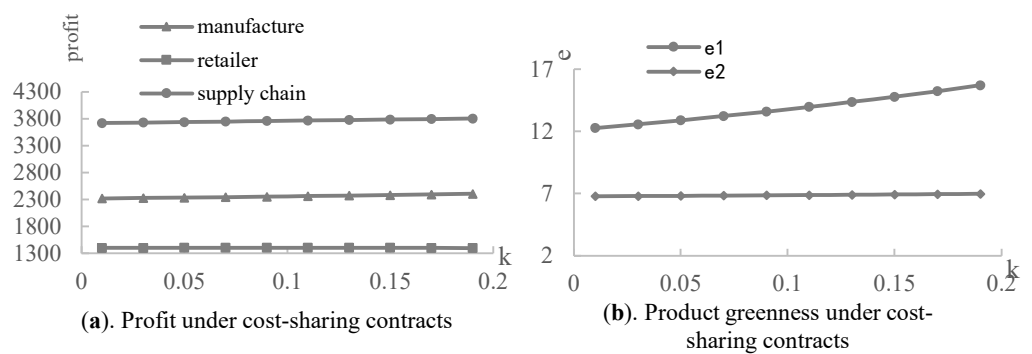 profit
manufacture
retailer
supply chain
4300
3800
3300
2800
2300
1800
1300
0 0.05 0.1 0.15 0.2
k
(a). Profit under cost-sharing contracts
e
e1
e2
17
12
7
2
0 0.05 0.1 0.15 0.2
k
(b). Product greenness under cost-
sharing contracts